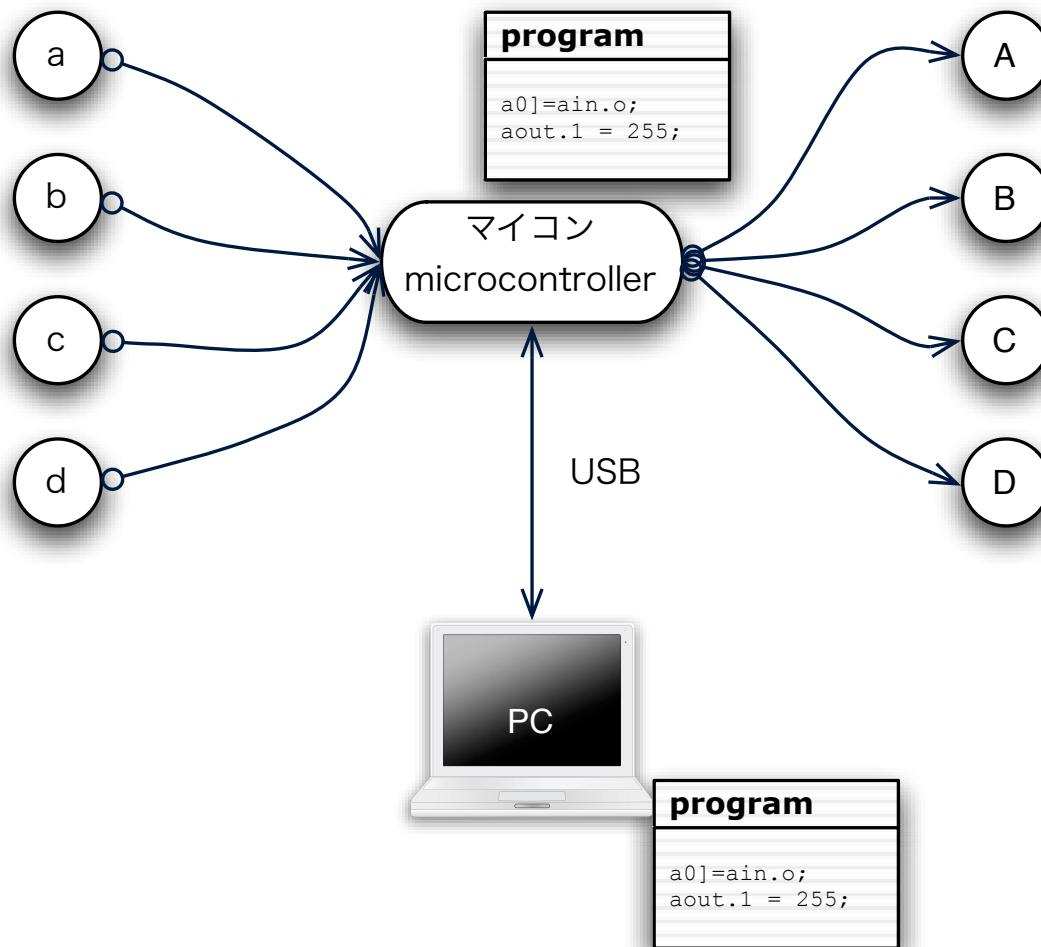 a
b
c
d
program
a0]=ain.o;
aout.1 = 255;
マイコン
microcontroller
A
B
C
D
USB
PC
program
a0]=ain.o;
aout.1 = 255;